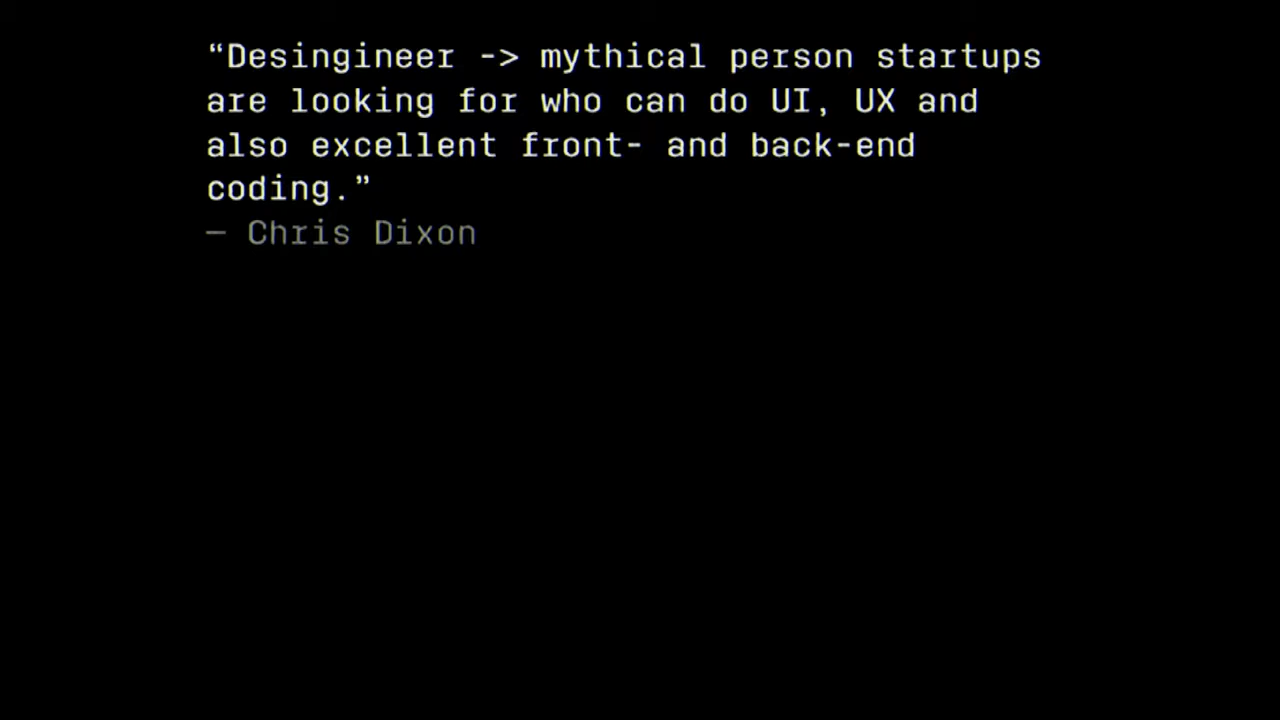 “Desingineer -> mythical person startups
are looking for who can do UI, UX and
also excellent front- and back-end
coding.”
— Chris Dixon